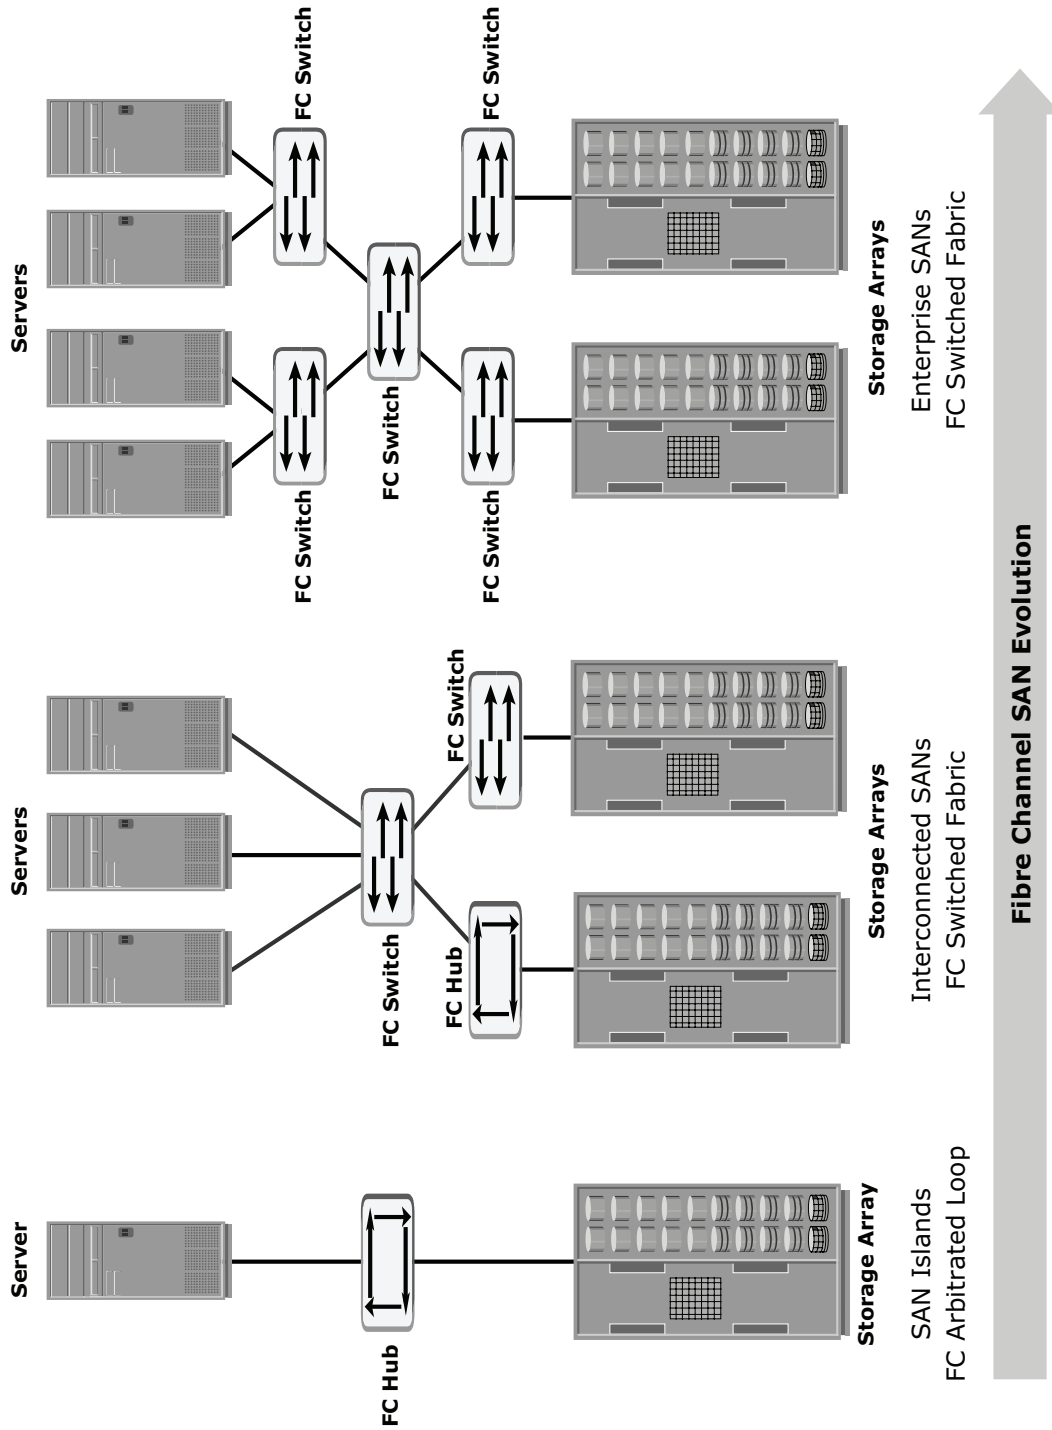 Server
FC Hub
Storage Array
SAN Islands
FC Arbitrated Loop
Servers
FC Switch
FC Hub
FC Switch
Storage Arrays
Interconnected SANs
FC Switched Fabric
Servers
FC Switch
FC Switch
FC Switch
FC Switch
FC Switch
Storage Arrays
Enterprise SANs
FC Switched Fabric
Fibre Channel SAN Evolution